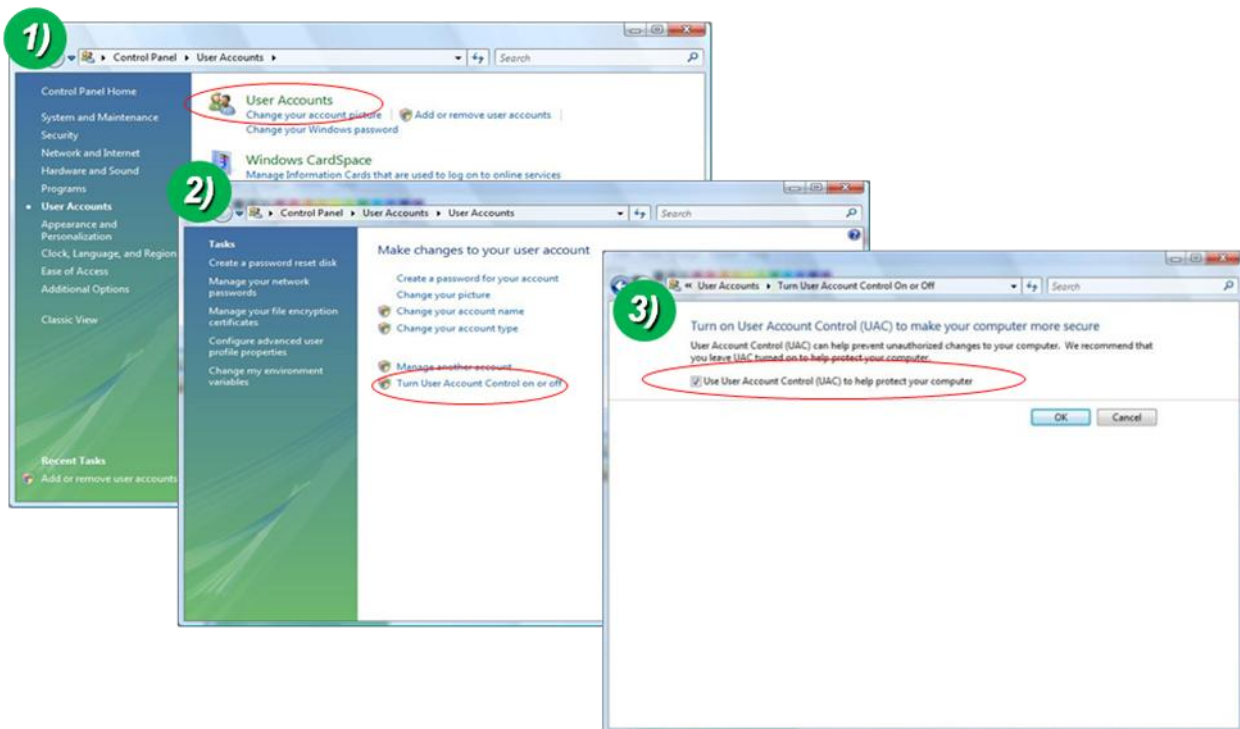 1)
Control Panel ▸ User Accounts ▸
Search
Control Panel Home
System and Maintenance
Security
Network and Internet
Hardware and Sound
Programs
User Accounts
Appearance and
Personalization
Clock, Language, and Region
Ease of Access
Additional Options
Classic View
Recent Tasks
Add or remove user accounts
User Accounts
Change your account picture
Add or remove user accounts
Change your Windows password
Windows CardSpace
Manage Information Cards that are used to log on to online services
2)
Control Panel ▸ User Accounts ▸ User Accounts
Search
Tasks
Create a password reset disk
Manage your network
passwords
Manage your file encryption
certificates
Configure advanced user
profile properties
Change my environment
variables
Make changes to your user account
Create a password for your account
Change your picture
Change your account name
Change your account type
Manage another account
Turn User Account Control on or off
3)
« User Accounts ▸ Turn User Account Control On or Off
Search
Turn on User Account Control (UAC) to make your computer more secure
User Account Control (UAC) can help prevent unauthorized changes to your computer. We recommend that
you leave UAC turned on to help protect your computer.
Use User Account Control (UAC) to help protect your computer
OK
Cancel